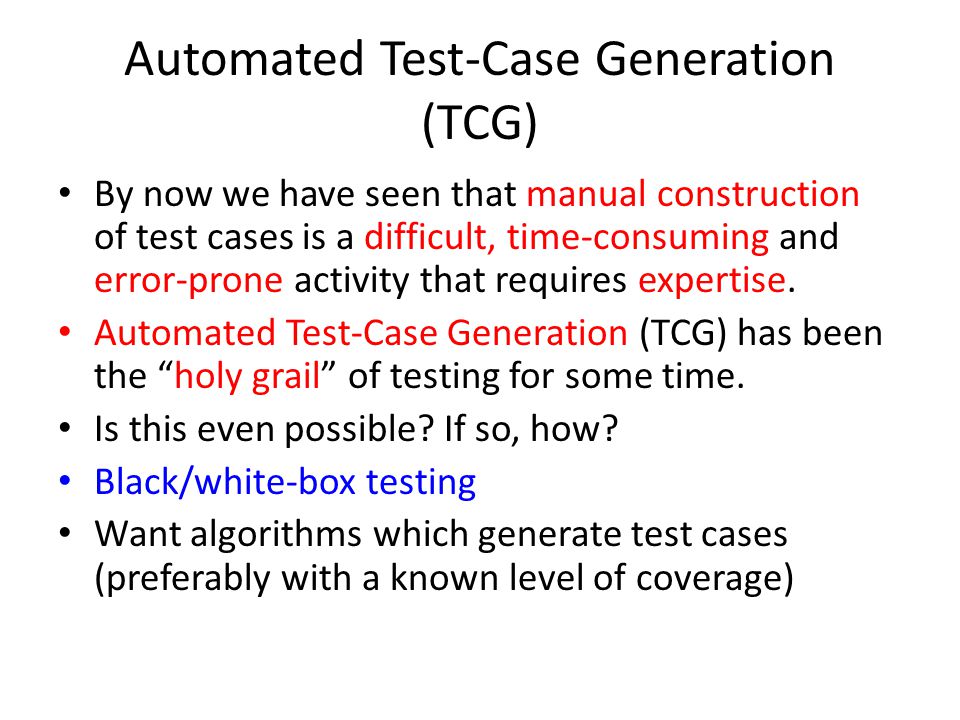 Automated Test-Case Generation
(TCG)
• By now we have seen that manual construction
of test cases is a difficult, time-consuming and
error-prone activity that requires expertise.
• Automated Test-Case Generation (TCG) has been
the “holy grail” of testing for some time.
• Is this even possible? If so, how?
• Black/white-box testing
• Want algorithms which generate test cases
(preferably with a known level of coverage)